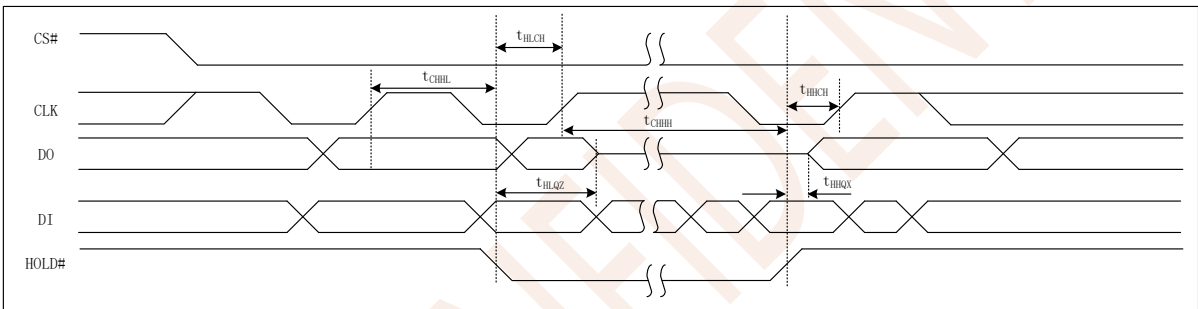 CS#
tHLCH
tCHHL
tHHCH
CLK
tCHHH
DO
tHLQZ
tHHQX
DI
HOLD#